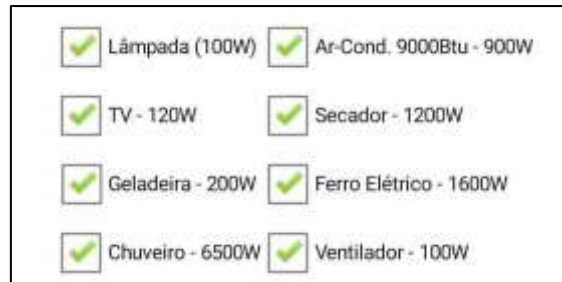 Lâmpada (100W) Ar-Cond. 9000Btu - 900W
TV - 120W Secador - 1200W
Geladeira - 200W Ferro Elétrico - 1600W
Chuveiro - 6500W Ventilador - 100W